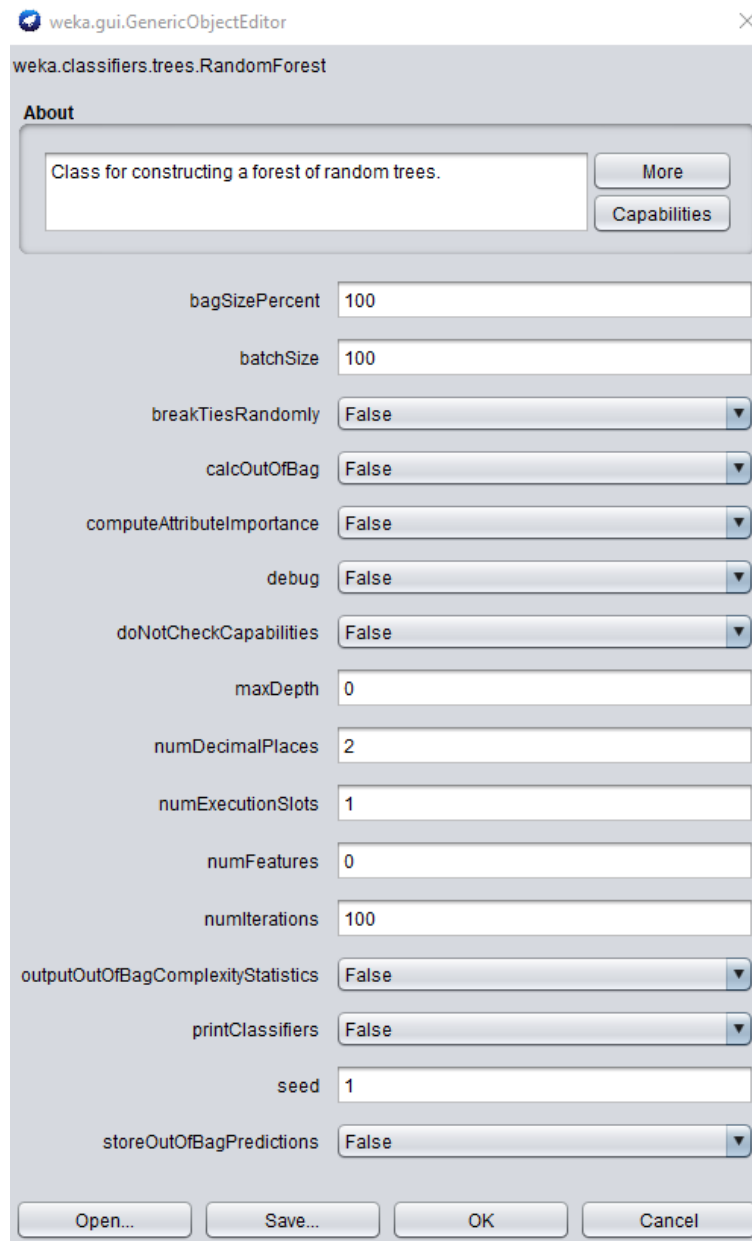 weka.gui.GenericObjectEditor
weka.classifiers.trees.RandomForest
About
Class for constructing a forest of random trees.
More
Capabilities
bagSizePercent 100
batchSize 100
breakTiesRandomly False
calcOutOfBag False
computeAttributeImportance False
debug False
doNotCheckCapabilities False
maxDepth 0
numDecimalPlaces 2
numExecutionSlots 1
numFeatures 0
numIterations 100
outputOutOfBagComplexityStatistics False
printClassifiers False
seed 1
storeOutOfBagPredictions False
Open... Save... OK Cancel